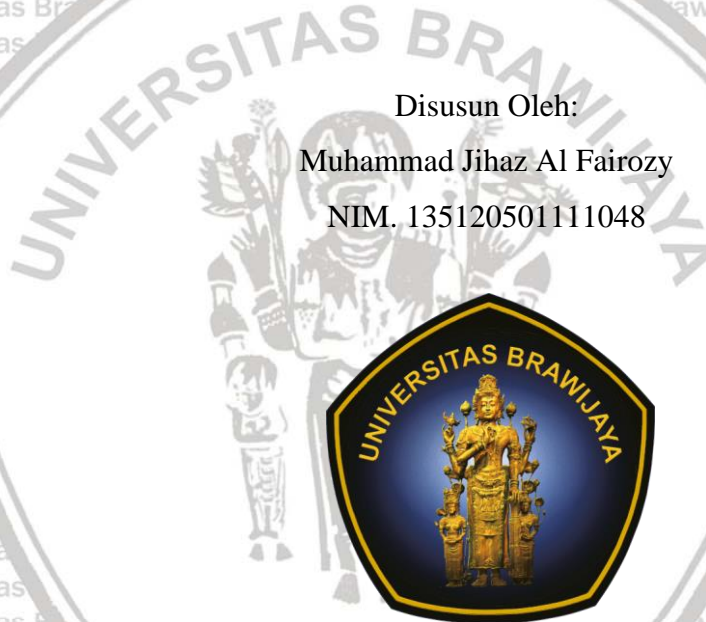 UNIVERSITAS BRAWIJAYA
Disusun Oleh:
Muhammad Jihaz Al Fairozy
NIM. 135120501111048
UNIVERSITAS BRAWIJAYA